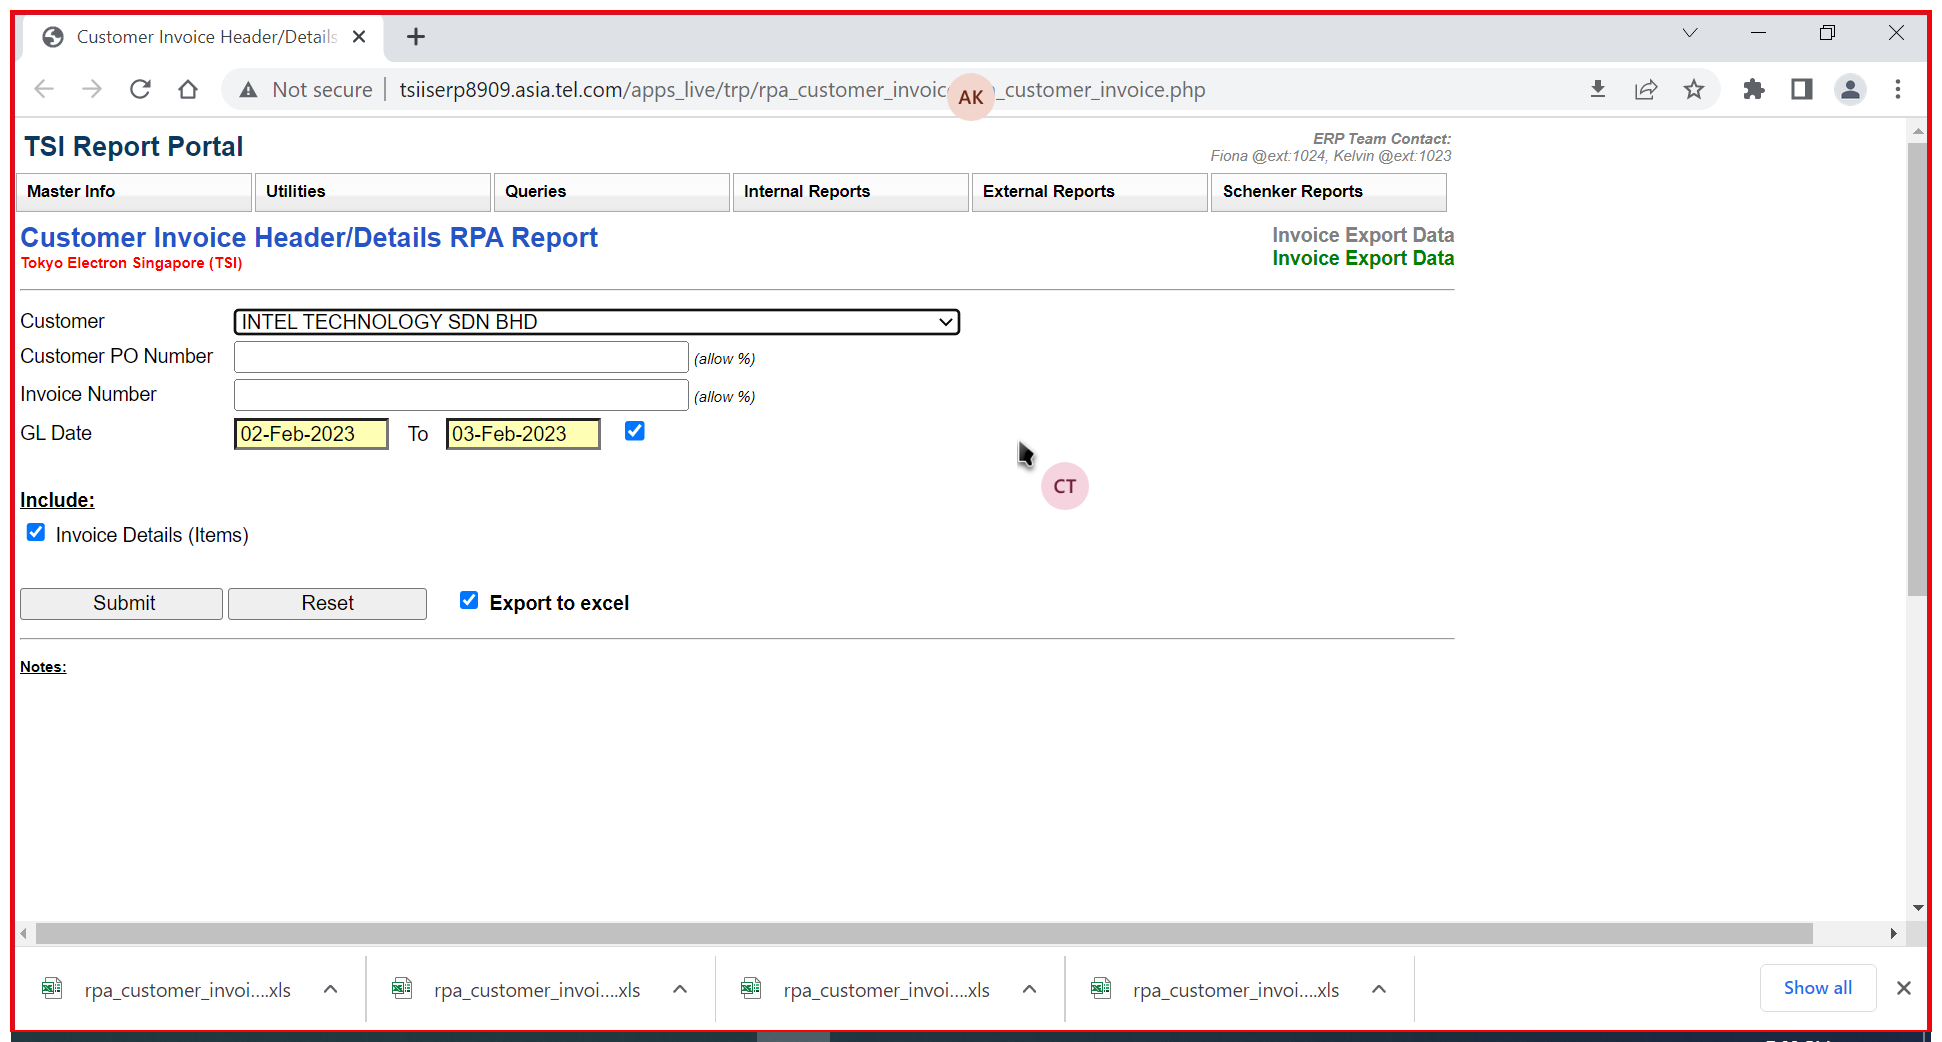 Customer Invoice Header/Details
Not secure
tsiiserp8909.asia.tel.com/apps_live/trp/rpa_customer_invoic _customer_invoice.php
AK
TSI Report Portal
ERP Team Contact:
Fiona @ext:1024, Kelvin @ext:1023
Master Info
Utilities
Queries
Internal Reports
External Reports
Schenker Reports
Customer Invoice Header/Details RPA Report
Tokyo Electron Singapore (TSI)
Invoice Export Data
Invoice Export Data
Customer
INTEL TECHNOLOGY SDN BHD
Customer PO Number
(allow %)
Invoice Number
(allow %)
GL Date
02-Feb-2023
To
03-Feb-2023
CT
Include:
Invoice Details (Items)
Submit
Reset
Export to excel
Notes:
rpa_customer_invoi....xls
rpa_customer_invoi....xls
rpa_customer_invoi....xls
rpa_customer_invoi....xls
Show all